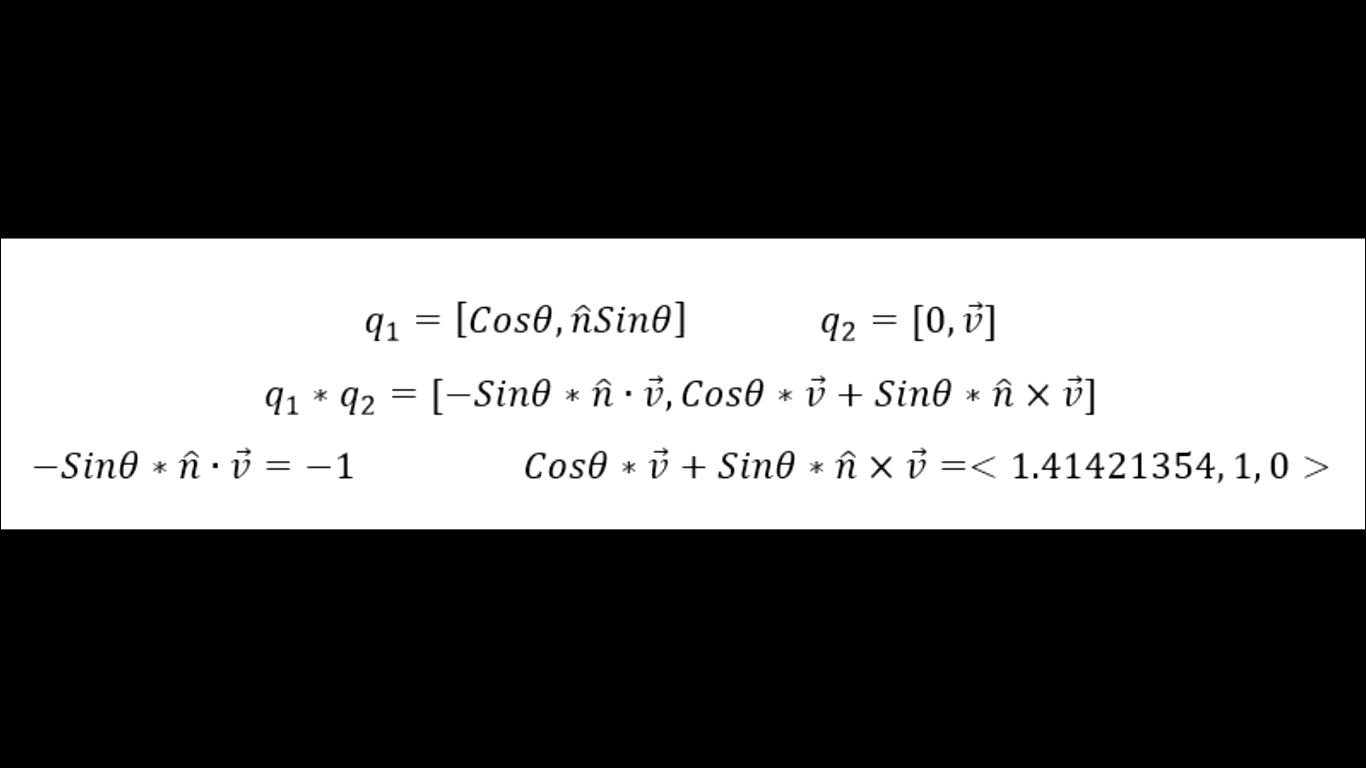 q₁ = [Cosθ, n̂Sinθ] q₂ = [0, v⃗]
q₁ * q₂ = [−Sinθ * n̂ · v⃗, Cosθ * v⃗ + Sinθ * n̂ × v⃗]
−Sinθ * n̂ · v⃗ = −1 Cosθ * v⃗ + Sinθ * n̂ × v⃗ =< 1.41421354, 1, 0 >